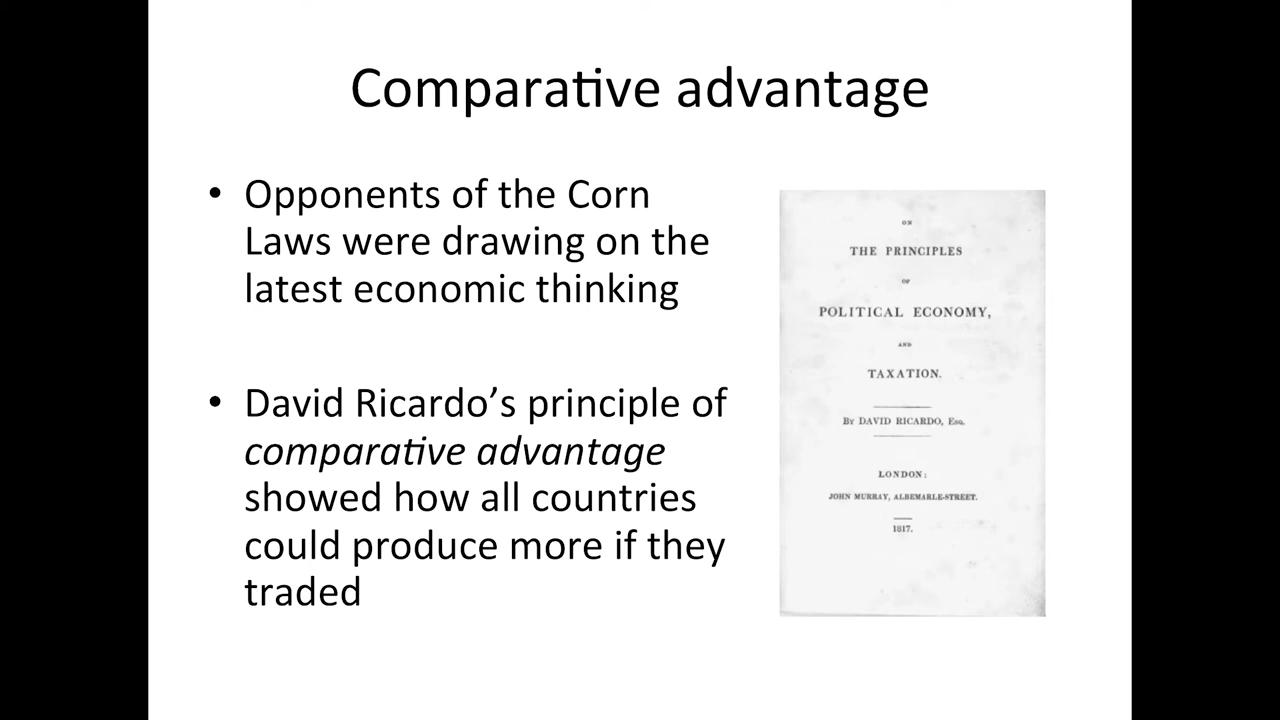 Comparative advantage
• Opponents of the Corn
Laws were drawing on the
latest economic thinking
• David Ricardo’s principle of
comparative advantage
showed how all countries
could produce more if they
traded
ON
THE PRINCIPLES
OF
POLITICAL ECONOMY,
AND
TAXATION.
By DAVID RICARDO, Esq.
LONDON:
JOHN MURRAY, ALBEMARLE-STREET.
1817.